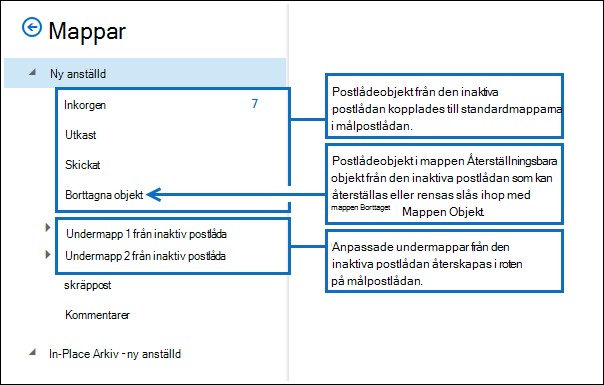 Mappar
Ny anställd
Inkorgen 7
Utkast
Skickat
Borttagna objekt
Undermapp 1 från inaktiv postlåda
Undermapp 2 från inaktiv postlåda
skräppost
Kommentarer
In-Place Arkiv - ny anställd
Postlådeobjekt från den inaktiva
postlådan kopplades till standardmapparna
i målpostlådan.
Postlådeobjekt i mappen Återställningsbara
objekt från den inaktiva postlådan som kan
återställas eller rensas slås ihop med
mappen Borttaget Mappen Objekt.
Anpassade undermappar från den
inaktiva postlådan återskapas i roten
på målpostlådan.